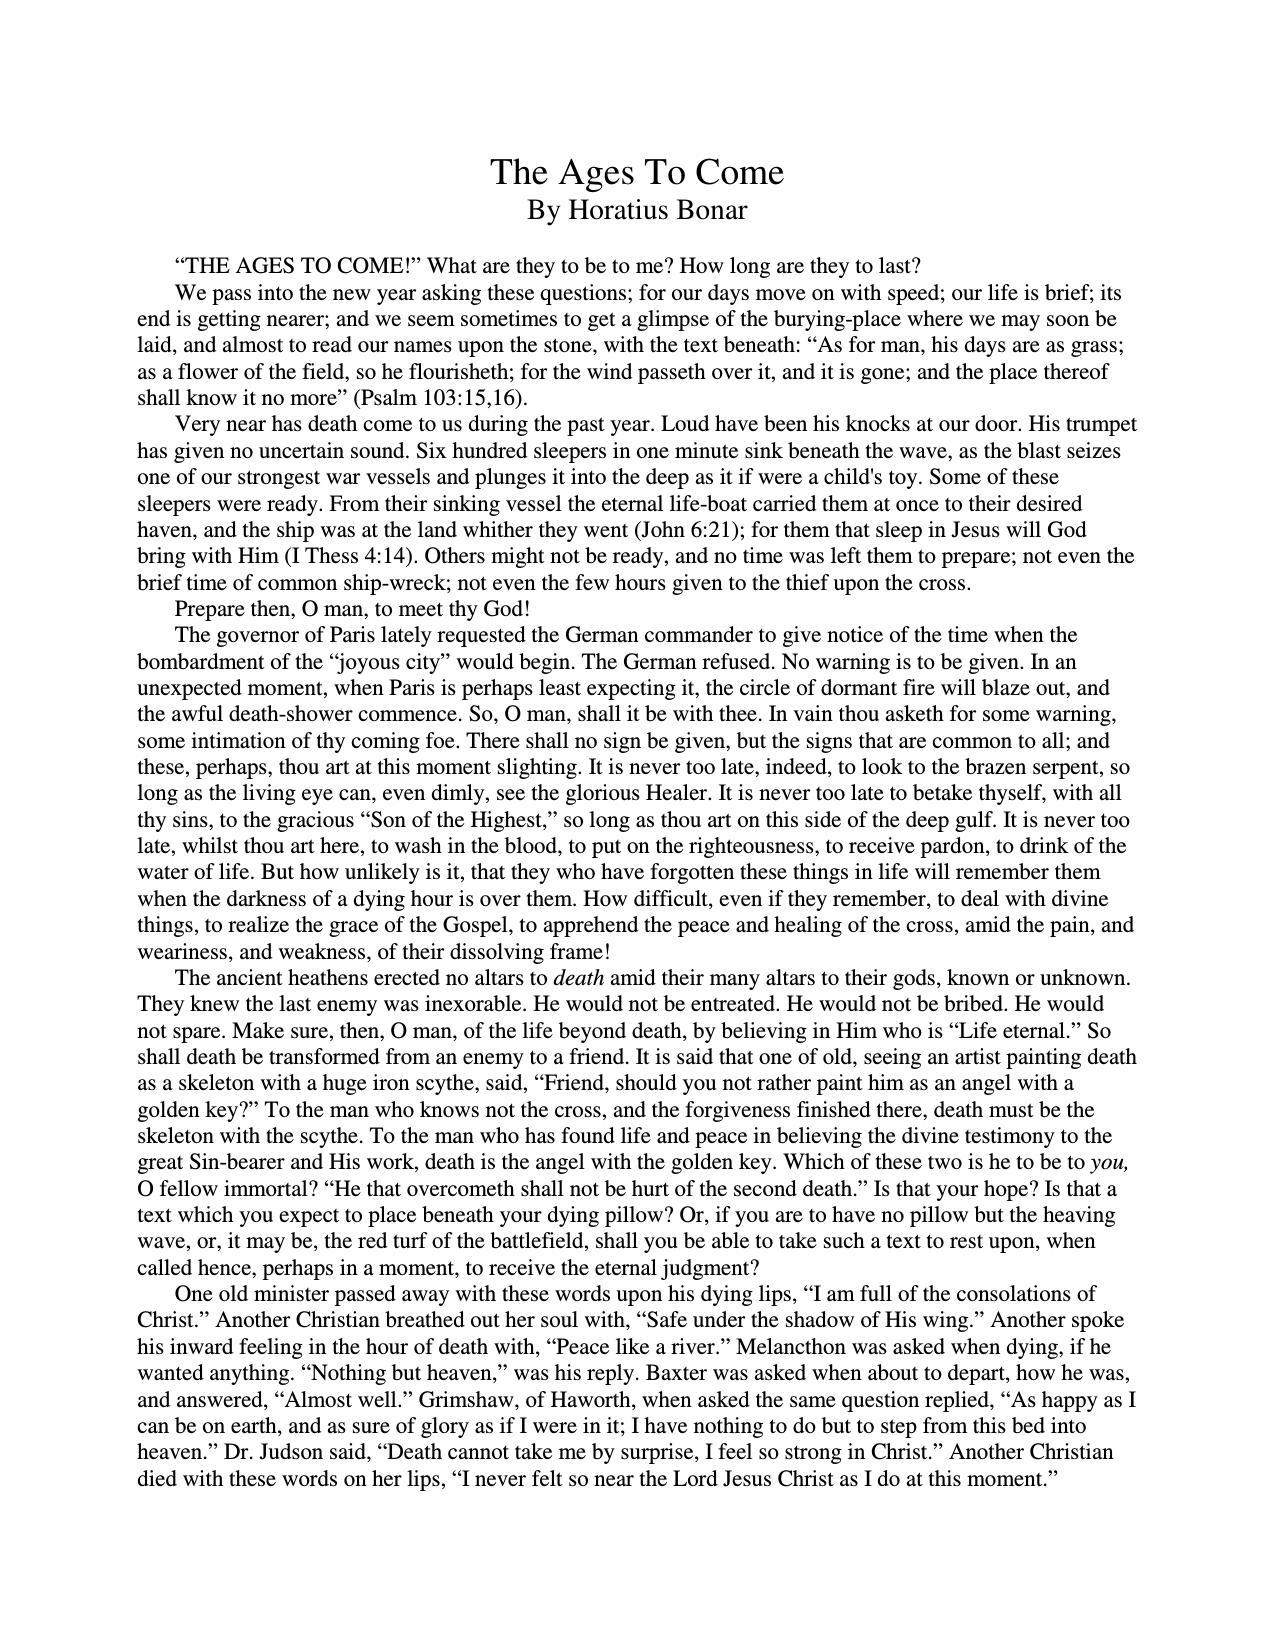 The Ages To Come
By Horatius Bonar
“THE AGES TO COME!” What are they to be to me? How long are they to last?
We pass into the new year asking these questions; for our days move on with speed; our life is brief; its
end is getting nearer; and we seem sometimes to get a glimpse of the burying-place where we may soon be
laid, and almost to read our names upon the stone, with the text beneath: “As for man, his days are as grass;
as a flower of the field, so he flourisheth; for the wind passeth over it, and it is gone; and the place thereof
shall know it no more” (Psalm 103:15,16).
Very near has death come to us during the past year. Loud have been his knocks at our door. His trumpet
has given no uncertain sound. Six hundred sleepers in one minute sink beneath the wave, as the blast seizes
one of our strongest war vessels and plunges it into the deep as it if were a child's toy. Some of these
sleepers were ready. From their sinking vessel the eternal life-boat carried them at once to their desired
haven, and the ship was at the land whither they went (John 6:21); for them that sleep in Jesus will God
bring with Him (I Thess 4:14). Others might not be ready, and no time was left them to prepare; not even the
brief time of common ship-wreck; not even the few hours given to the thief upon the cross.
Prepare then, O man, to meet thy God!
The governor of Paris lately requested the German commander to give notice of the time when the
bombardment of the “joyous city” would begin. The German refused. No warning is to be given. In an
unexpected moment, when Paris is perhaps least expecting it, the circle of dormant fire will blaze out, and
the awful death-shower commence. So, O man, shall it be with thee. In vain thou asketh for some warning,
some intimation of thy coming foe. There shall no sign be given, but the signs that are common to all; and
these, perhaps, thou art at this moment slighting. It is never too late, indeed, to look to the brazen serpent, so
long as the living eye can, even dimly, see the glorious Healer. It is never too late to betake thyself, with all
thy sins, to the gracious “Son of the Highest,” so long as thou art on this side of the deep gulf. It is never too
late, whilst thou art here, to wash in the blood, to put on the righteousness, to receive pardon, to drink of the
water of life. But how unlikely is it, that they who have forgotten these things in life will remember them
when the darkness of a dying hour is over them. How difficult, even if they remember, to deal with divine
things, to realize the grace of the Gospel, to apprehend the peace and healing of the cross, amid the pain, and
weariness, and weakness, of their dissolving frame!
The ancient heathens erected no altars to death amid their many altars to their gods, known or unknown.
They knew the last enemy was inexorable. He would not be entreated. He would not be bribed. He would
not spare. Make sure, then, O man, of the life beyond death, by believing in Him who is “Life eternal.” So
shall death be transformed from an enemy to a friend. It is said that one of old, seeing an artist painting death
as a skeleton with a huge iron scythe, said, “Friend, should you not rather paint him as an angel with a
golden key?” To the man who knows not the cross, and the forgiveness finished there, death must be the
skeleton with the scythe. To the man who has found life and peace in believing the divine testimony to the
great Sin-bearer and His work, death is the angel with the golden key. Which of these two is he to be to you,
O fellow immortal? “He that overcometh shall not be hurt of the second death.” Is that your hope? Is that a
text which you expect to place beneath your dying pillow? Or, if you are to have no pillow but the heaving
wave, or, it may be, the red turf of the battlefield, shall you be able to take such a text to rest upon, when
called hence, perhaps in a moment, to receive the eternal judgment?
One old minister passed away with these words upon his dying lips, “I am full of the consolations of
Christ.” Another Christian breathed out her soul with, “Safe under the shadow of His wing.” Another spoke
his inward feeling in the hour of death with, “Peace like a river.” Melancthon was asked when dying, if he
wanted anything. “Nothing but heaven,” was his reply. Baxter was asked when about to depart, how he was,
and answered, “Almost well.” Grimshaw, of Haworth, when asked the same question replied, “As happy as I
can be on earth, and as sure of glory as if I were in it; I have nothing to do but to step from this bed into
heaven.” Dr. Judson said, “Death cannot take me by surprise, I feel so strong in Christ.” Another Christian
died with these words on her lips, “I never felt so near the Lord Jesus Christ as I do at this moment.”